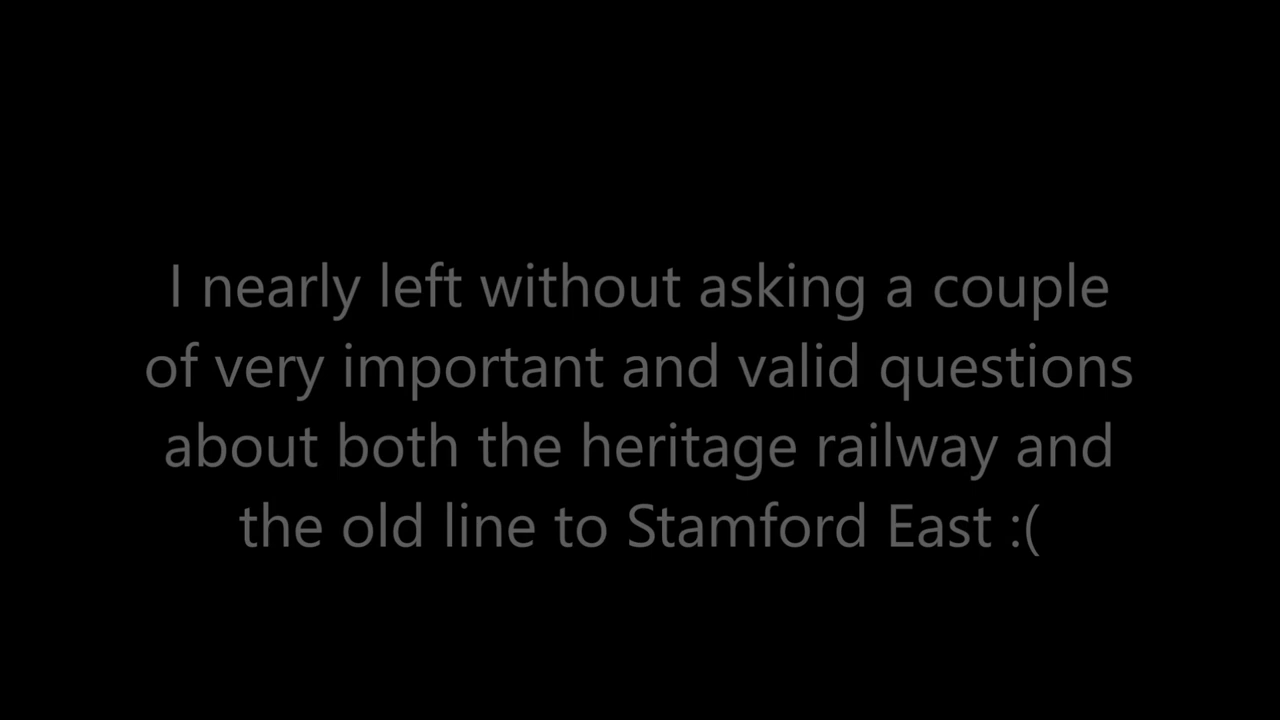 I nearly left without asking a couple
of very important and valid questions
about both the heritage railway and
the old line to Stamford East :(